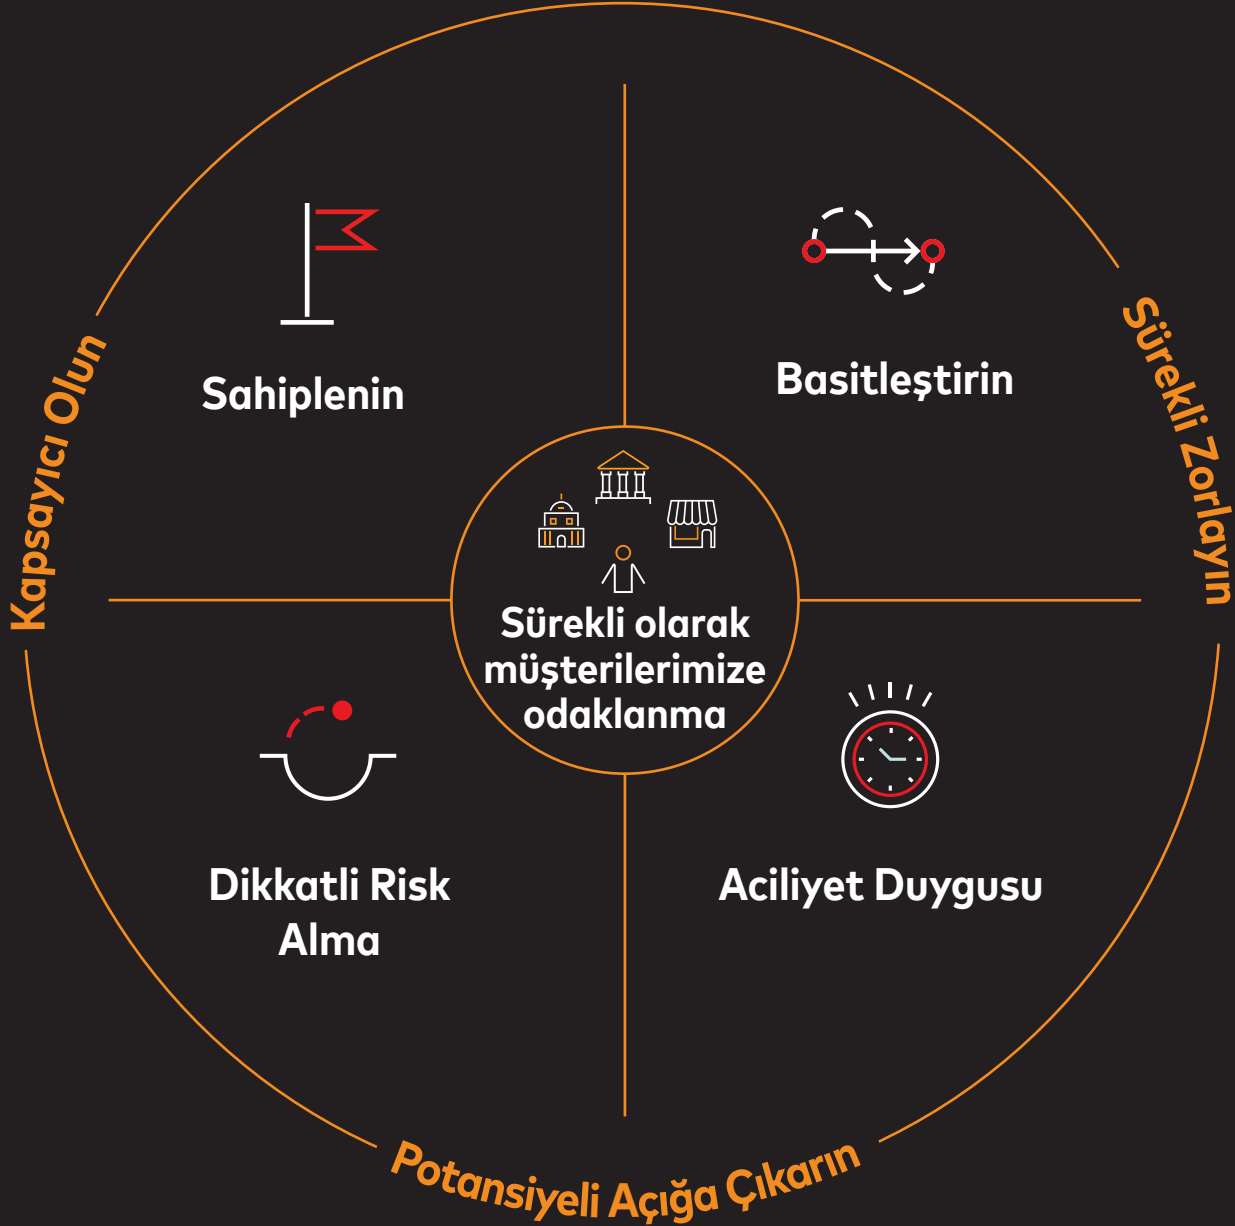 Sahiplenin
Basitleştirin
Kapsayıcı Olun
Sürekli Zorlayın
Sürekli olarak
müşterilerimize
odaklanma
Dikkatli Risk
Alma
Aciliyet Duygusu
Potansiyeli Açığa Çıkarın